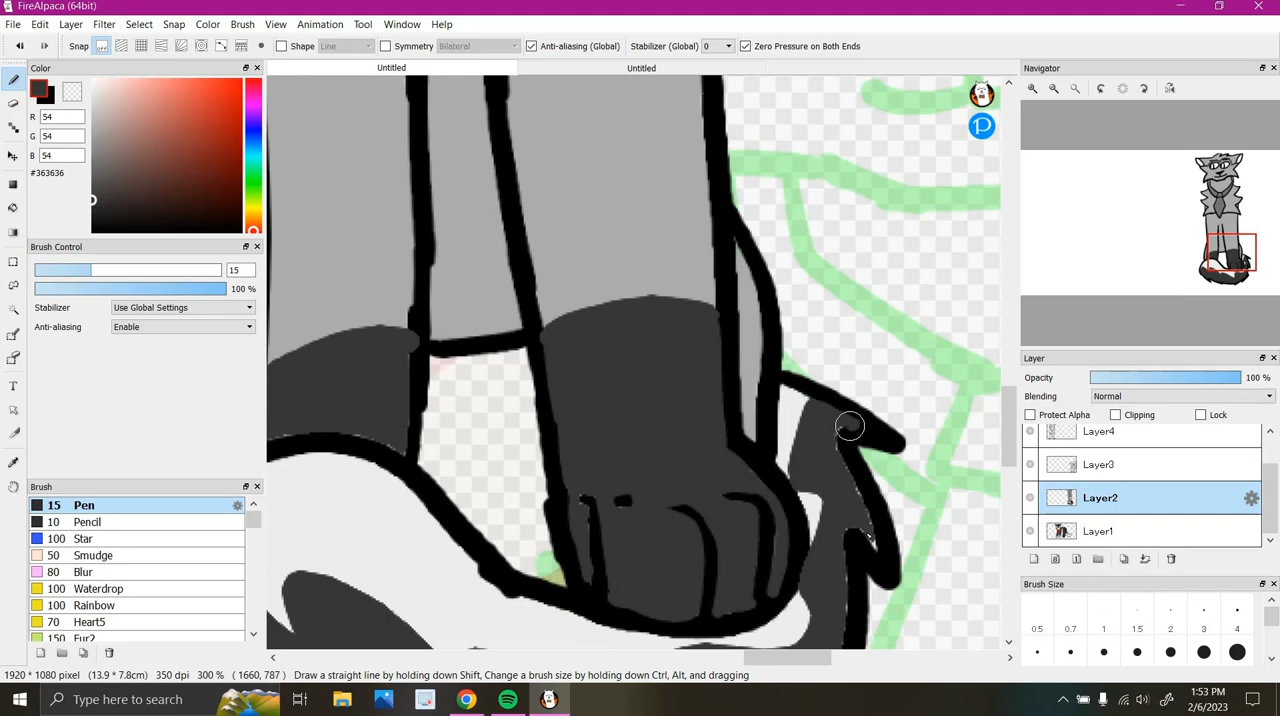 FireAlpaca (64bit)
File Edit Layer Filter Select Snap Color Brush View Animation Tool Window Help
Snap Shape Line Symmetry Bilateral Anti-aliasing (Global) Stabilizer (Global) 0 Zero Pressure on Both Ends
Color
R 54
G 54
B 54
#363636
Brush Control
15
100 %
Stabilizer Use Global Settings
Anti-aliasing Enable
Brush
15 Pen
10 Pencil
100 Star
50 Smudge
80 Blur
100 Waterdrop
100 Rainbow
70 Heart5
150 Fur2
Untitled Untitled
Navigator
Layer
Opacity 100 %
Blending Normal
Protect Alpha Clipping Lock
Layer4
Layer3
Layer2
Layer1
Brush Size
0.5 0.7 1 1.5 2 3 4
1920 * 1080 pixel (13.9 * 7.8cm) 350 dpi 300 % ( 1660, 787 ) Draw a straight line by holding down Shift, Change a brush size by holding down Ctrl, Alt, and dragging
Type here to search
1:53 PM
2/6/2023